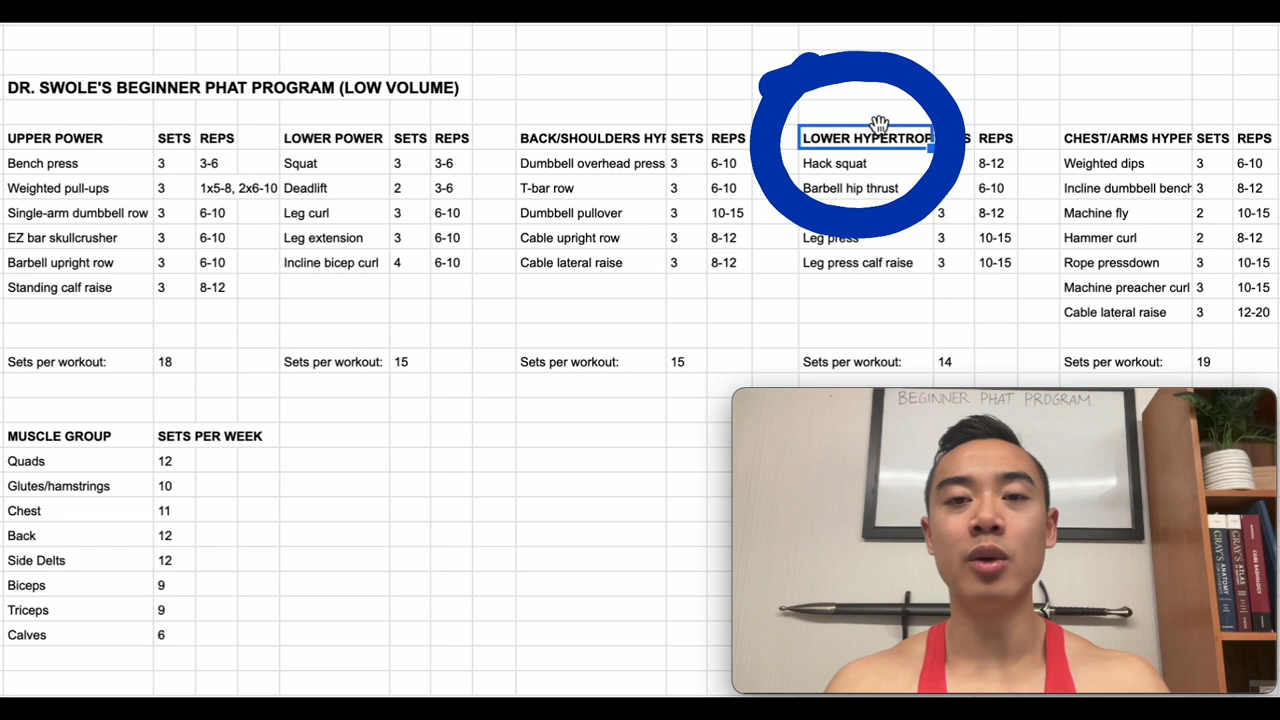 DR. SWOLE'S BEGINNER PHAT PROGRAM (LOW VOLUME)
UPPER POWER SETS REPS LOWER POWER SETS REPS BACK/SHOULDERS HYP SETS REPS LOWER HYPERTROP REPS CHEST/ARMS HYPER SETS REPS
Bench press 3 3-6 Squat 3 3-6 Dumbbell overhead press 3 6-10 Hack squat 8-12 Weighted dips 3 6-10
Weighted pull-ups 3 1x5-8, 2x6-10 Deadlift 2 3-6 T-bar row 3 6-10 Barbell hip thrust 6-10 Incline dumbbell bench 3 8-12
Single-arm dumbbell row 3 6-10 Leg curl 3 6-10 Dumbbell pullover 3 10-15 3 8-12 Machine fly 2 10-15
EZ bar skullcrusher 3 6-10 Leg extension 3 6-10 Cable upright row 3 8-12 Leg press 3 10-15 Hammer curl 2 8-12
Barbell upright row 3 6-10 Incline bicep curl 4 6-10 Cable lateral raise 3 8-12 Leg press calf raise 3 10-15 Rope pressdown 3 10-15
Standing calf raise 3 8-12 Machine preacher curl 3 10-15
Cable lateral raise 3 12-20
Sets per workout: 18 Sets per workout: 15 Sets per workout: 15 Sets per workout: 14 Sets per workout: 19
MUSCLE GROUP SETS PER WEEK
Quads 12
Glutes/hamstrings 10
Chest 11
Back 12
Side Delts 12
Biceps 9
Triceps 9
Calves 6
BEGINNER PHAT PROGRAM
GRAY'S ANATOMY
GRAY'S ATLAS
CORE RADIOLOGY